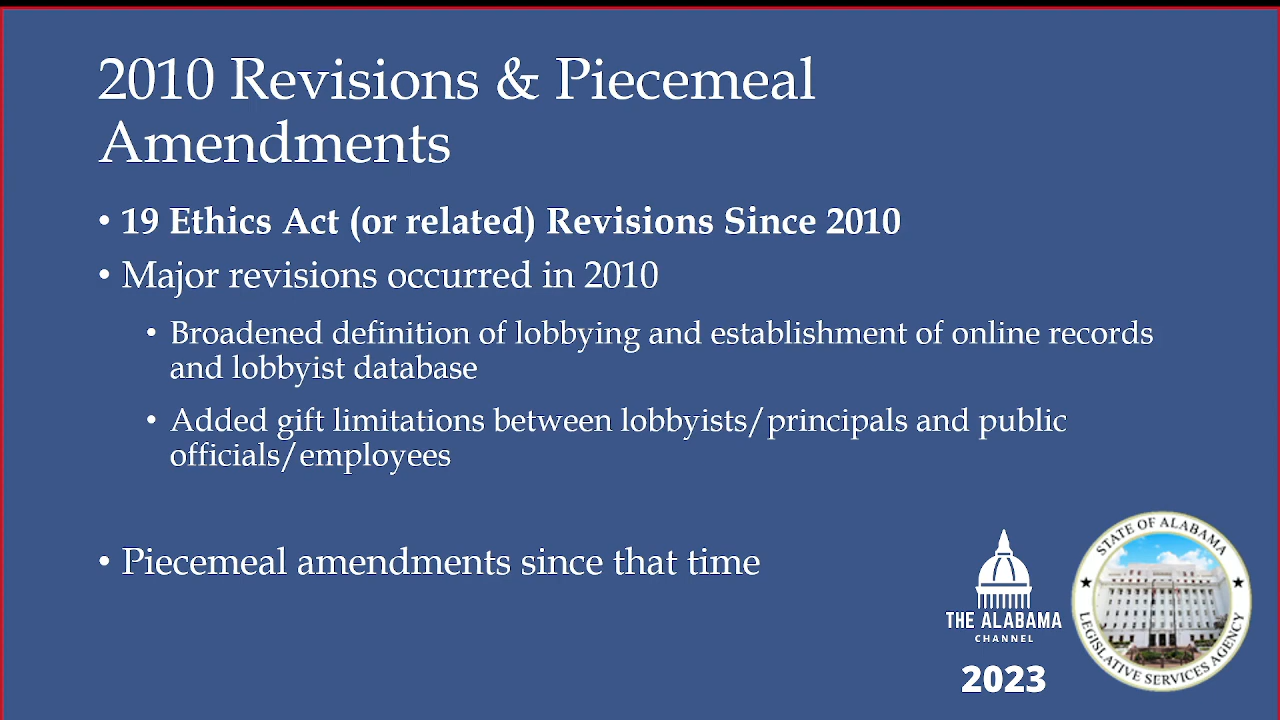 2010 Revisions & Piecemeal
Amendments
• 19 Ethics Act (or related) Revisions Since 2010
• Major revisions occurred in 2010
• Broadened definition of lobbying and establishment of online records
and lobbyist database
• Added gift limitations between lobbyists/principals and public
officials/employees
• Piecemeal amendments since that time
THE ALABAMA
CHANNEL
2023
STATE OF ALABAMA
LEGISLATIVE SERVICES AGENCY